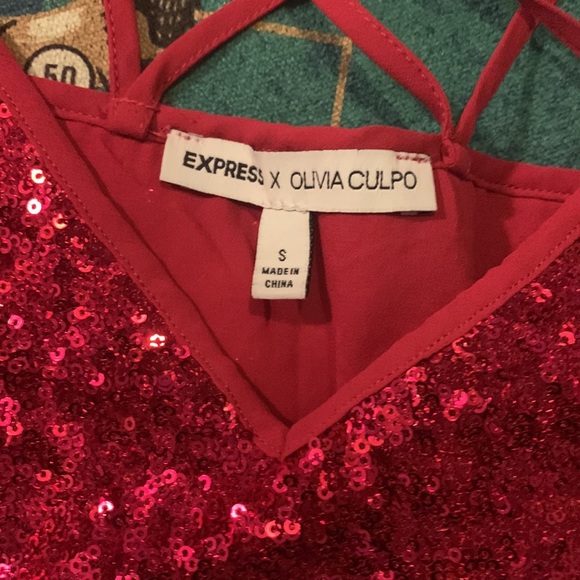 50
EXPRESS X OLIVIA CULPO
S
MADE IN
CHINA